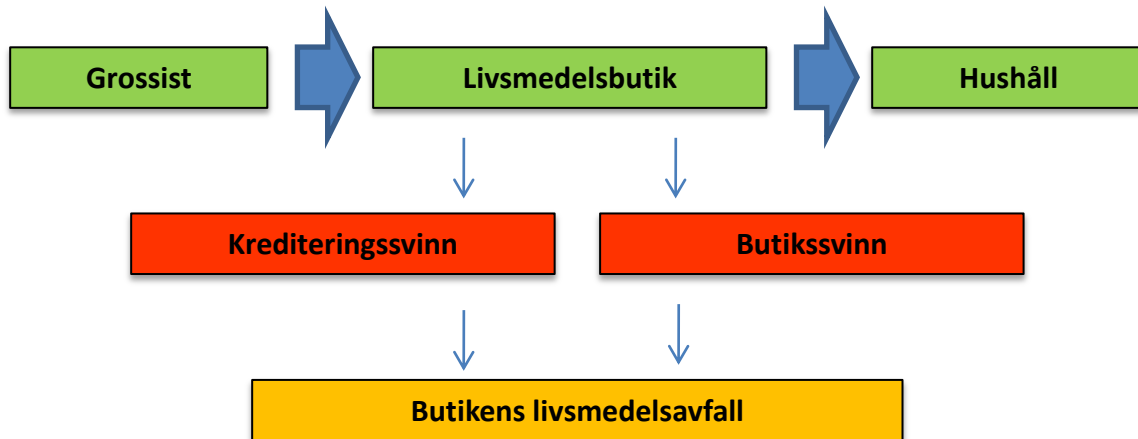 Grossist
Livsmedelsbutik
Hushåll
Krediteringssvinn
Butikssvinn
Butikens livsmedelsavfall